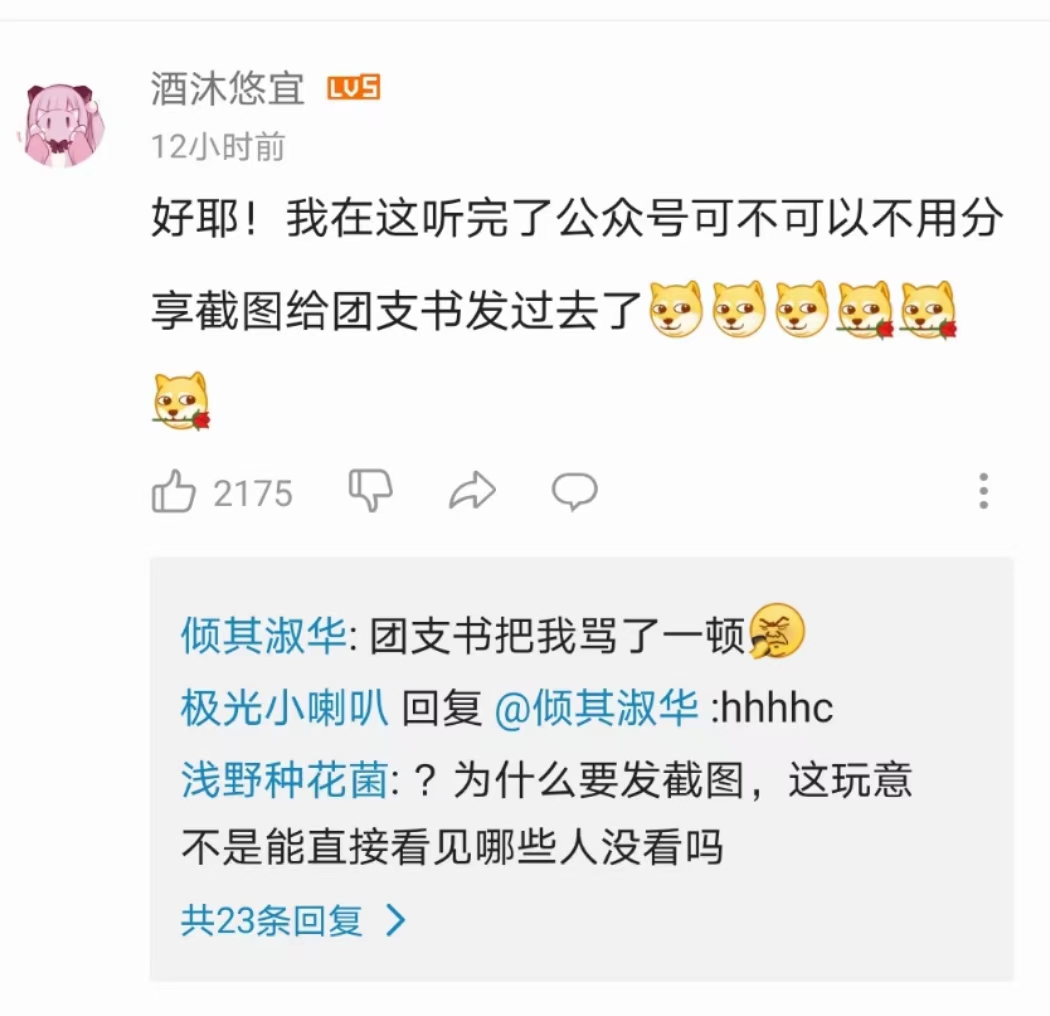 酒沐悠宜 LV5
12小时前
好耶！我在这听完了公众号可不可以不用分
享截图给团支书发过去了
2175
倾其淑华: 团支书把我骂了一顿
极光小喇叭 回复 @倾其淑华 :hhhhc
浅野种花菌: ？为什么要发截图，这玩意
不是能直接看见哪些人没看吗
共23条回复 >